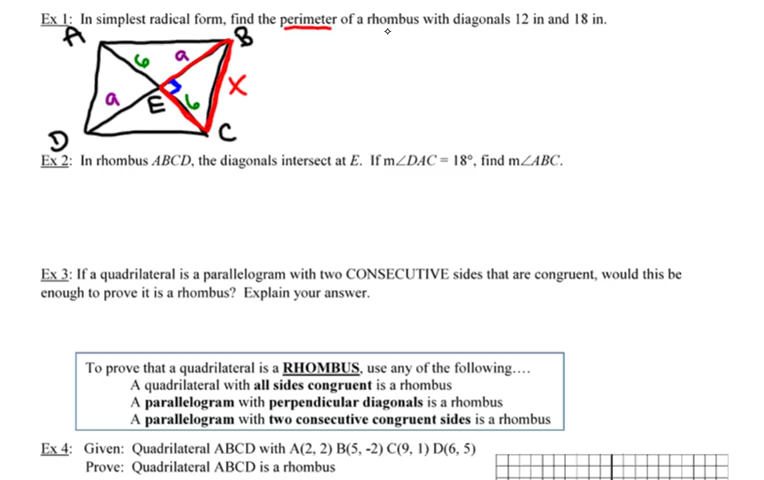 Ex 1: In simplest radical form, find the perimeter of a rhombus with diagonals 12 in and 18 in.
A
B
6
a
a
E
6
X
D
C
Ex 2: In rhombus ABCD, the diagonals intersect at E. If m∠DAC = 18°, find m∠ABC.
Ex 3: If a quadrilateral is a parallelogram with two CONSECUTIVE sides that are congruent, would this be
enough to prove it is a rhombus? Explain your answer.
To prove that a quadrilateral is a RHOMBUS, use any of the following….
A quadrilateral with all sides congruent is a rhombus
A parallelogram with perpendicular diagonals is a rhombus
A parallelogram with two consecutive congruent sides is a rhombus
Ex 4: Given: Quadrilateral ABCD with A(2, 2) B(5, -2) C(9, 1) D(6, 5)
Prove: Quadrilateral ABCD is a rhombus